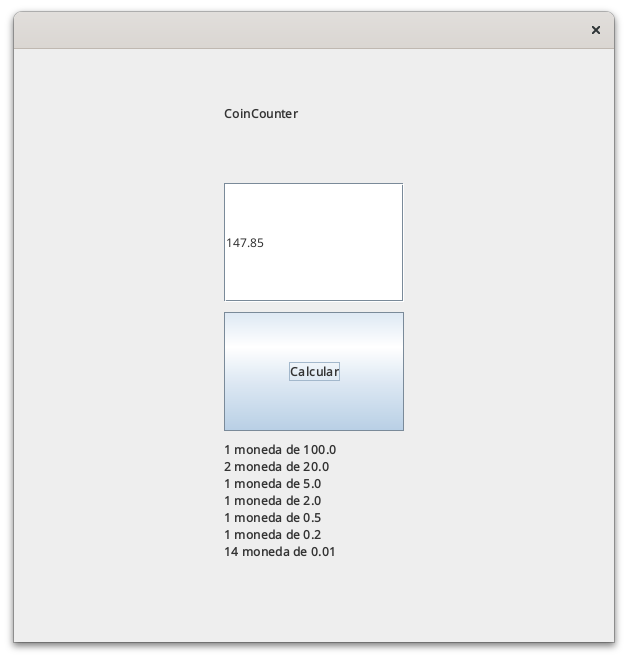 CoinCounter
147.85
Calcular
1 moneda de 100.0
2 moneda de 20.0
1 moneda de 5.0
1 moneda de 2.0
1 moneda de 0.5
1 moneda de 0.2
14 moneda de 0.01